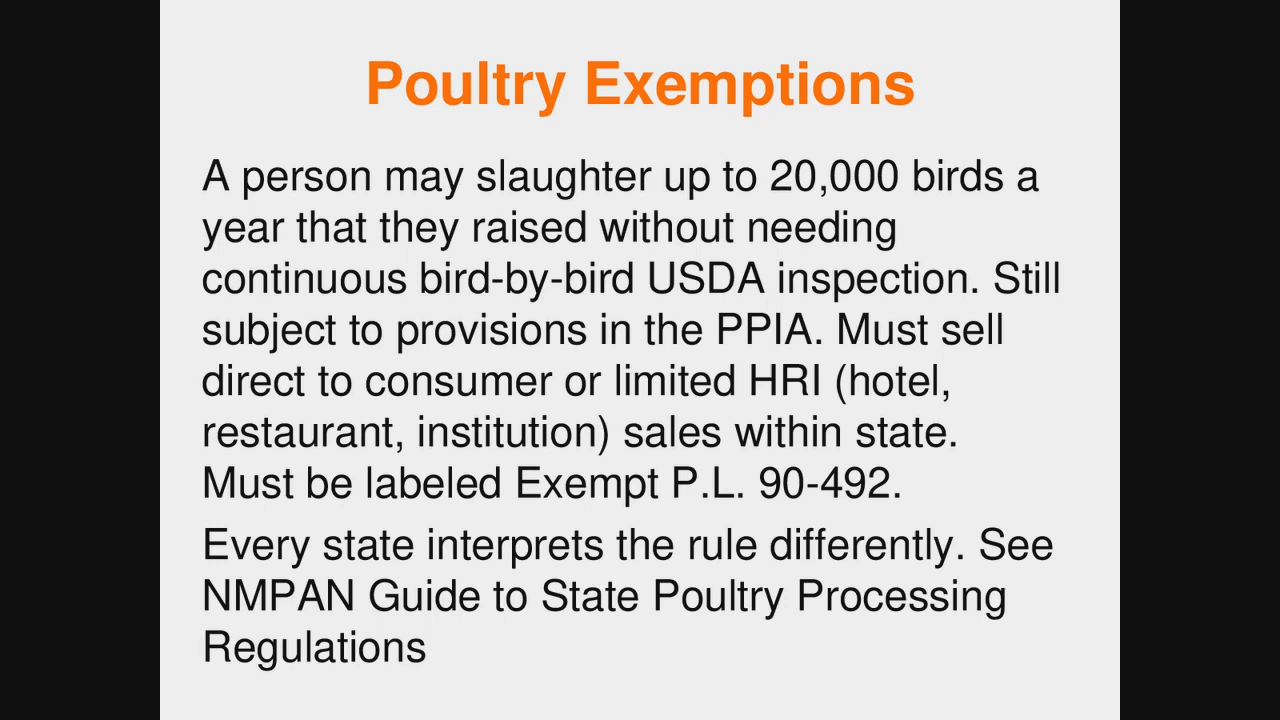 Poultry Exemptions
A person may slaughter up to 20,000 birds a
year that they raised without needing
continuous bird-by-bird USDA inspection. Still
subject to provisions in the PPIA. Must sell
direct to consumer or limited HRI (hotel,
restaurant, institution) sales within state.
Must be labeled Exempt P.L. 90-492.
Every state interprets the rule differently. See
NMPAN Guide to State Poultry Processing
Regulations